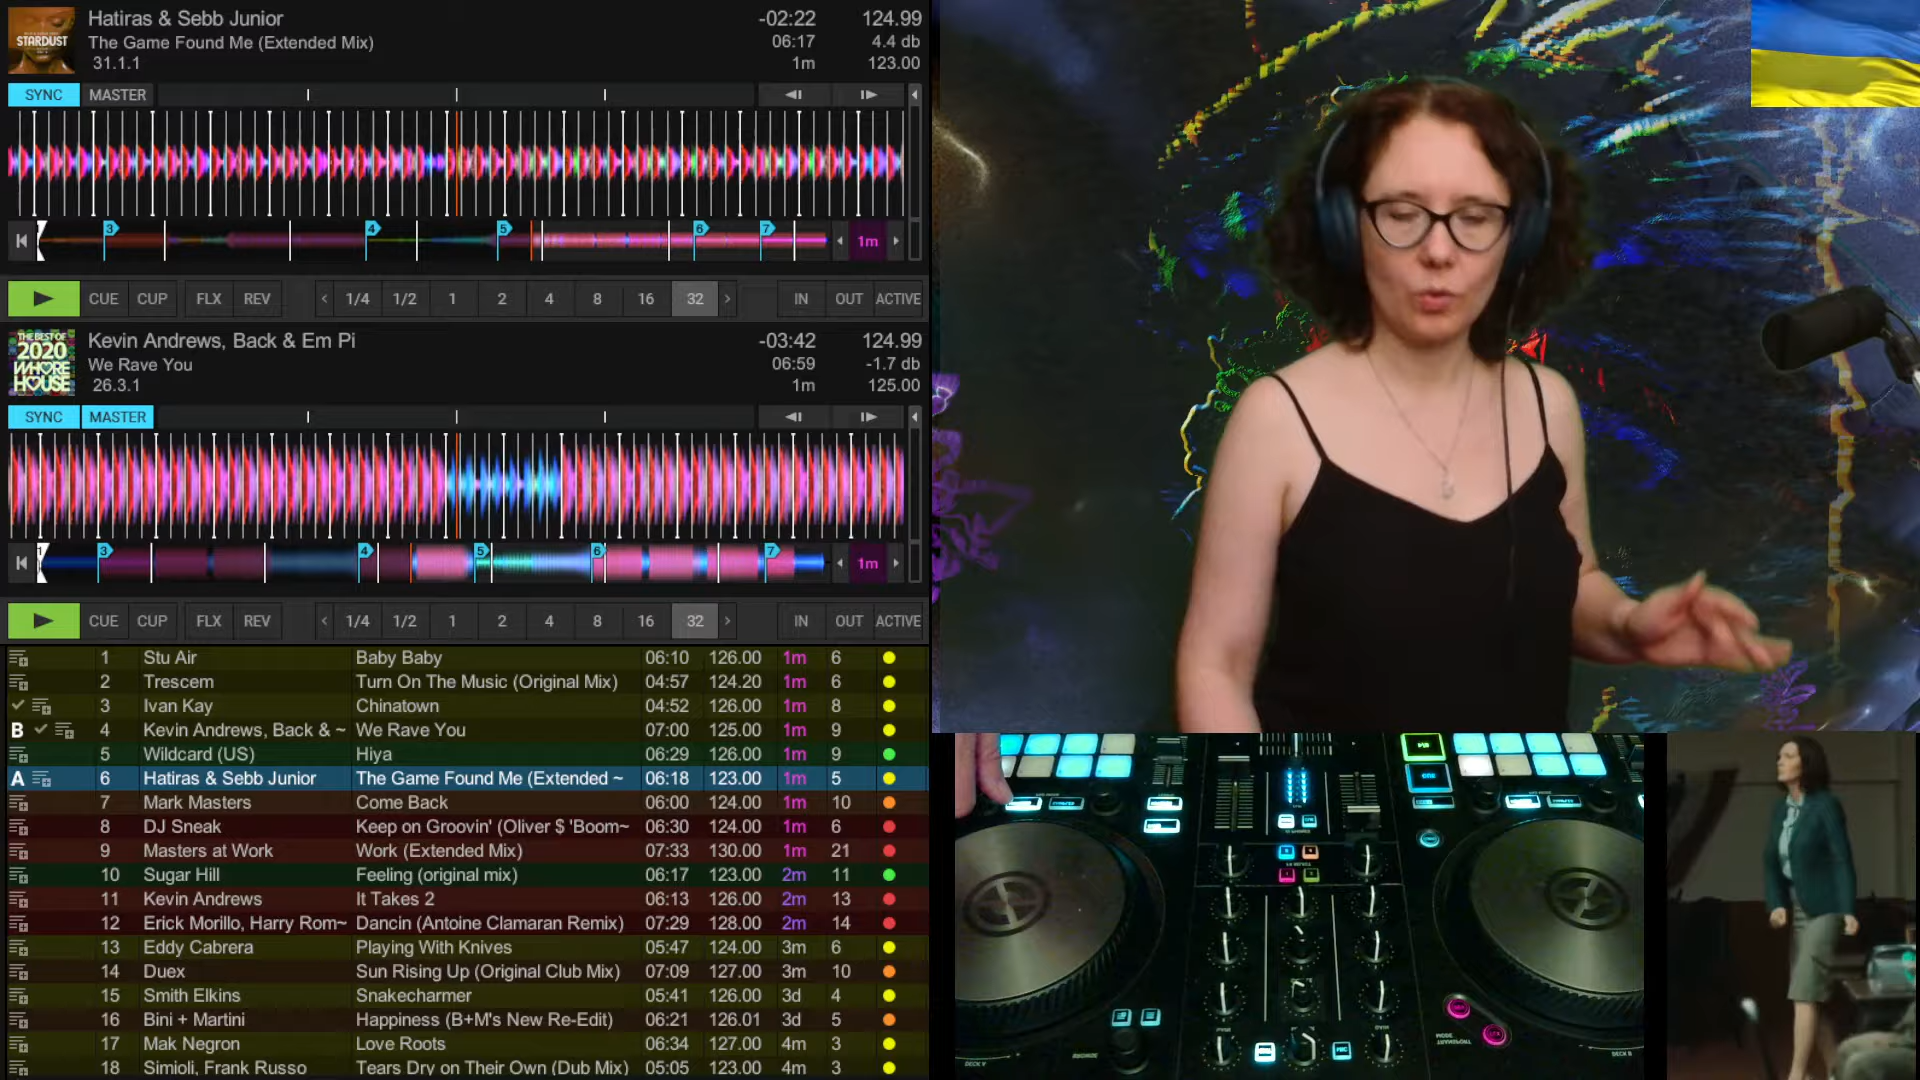 STARDUST
Hatiras & Sebb Junior -02:22 124.99
The Game Found Me (Extended Mix) 06:17 4.4 db
31.1.1 1m 123.00
SYNC MASTER
3 4 5 6 7 1m
CUE CUP FLX REV 1/4 1/2 1 2 4 8 16 32 IN OUT ACTIVE
THE BEST OF
2020
WHORE
HOUSE
Kevin Andrews, Back & Em Pi -03:42 124.99
We Rave You 06:59 -1.7 db
26.3.1 1m 125.00
SYNC MASTER
1 3 4 5 6 7 1m
CUE CUP FLX REV 1/4 1/2 1 2 4 8 16 32 IN OUT ACTIVE
1 Stu Air Baby Baby 06:10 126.00 1m 6
2 Trescem Turn On The Music (Original Mix) 04:57 124.20 1m 6
3 Ivan Kay Chinatown 04:52 126.00 1m 8
B 4 Kevin Andrews, Back & ~ We Rave You 07:00 125.00 1m 9
5 Wildcard (US) Hiya 06:29 126.00 1m 9
A 6 Hatiras & Sebb Junior The Game Found Me (Extended ~ 06:18 123.00 1m 5
7 Mark Masters Come Back 06:00 124.00 1m 10
8 DJ Sneak Keep on Groovin' (Oliver $ 'Boom~ 06:30 124.00 1m 6
9 Masters at Work Work (Extended Mix) 07:33 130.00 1m 21
10 Sugar Hill Feeling (original mix) 06:17 123.00 2m 11
11 Kevin Andrews It Takes 2 06:13 126.00 2m 13
12 Erick Morillo, Harry Rom~ Dancin (Antoine Clamaran Remix) 07:29 128.00 2m 14
13 Eddy Cabrera Playing With Knives 05:47 124.00 3m 6
14 Duex Sun Rising Up (Original Club Mix) 07:09 127.00 3m 10
15 Smith Elkins Snakecharmer 05:41 126.00 3d 4
16 Bini + Martini Happiness (B+M's New Re-Edit) 06:21 126.01 3d 5
17 Mak Negron Love Roots 06:34 127.00 4m 3
18 Simioli, Frank Russo Tears Dry on Their Own (Dub Mix) 05:05 123.00 4m 3